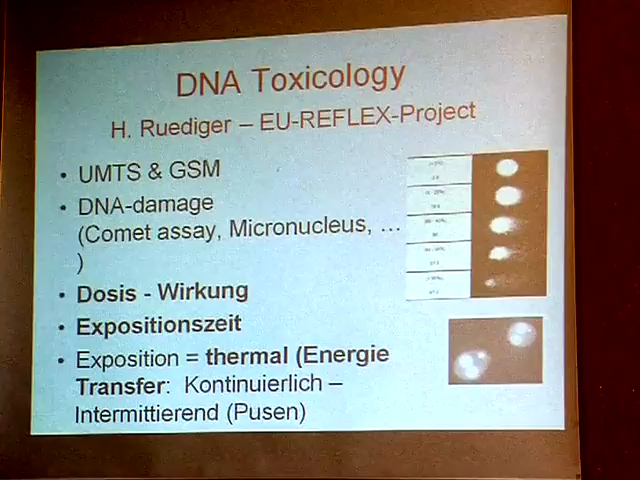 DNA Toxicology
H. Ruediger – EU-REFLEX-Project
• UMTS & GSM
• DNA-damage
(Comet assay, Micronucleus, …
)
• Dosis - Wirkung
• Expositionszeit
• Exposition = thermal (Energie
Transfer: Kontinuierlich –
Intermittierend (Pusen)